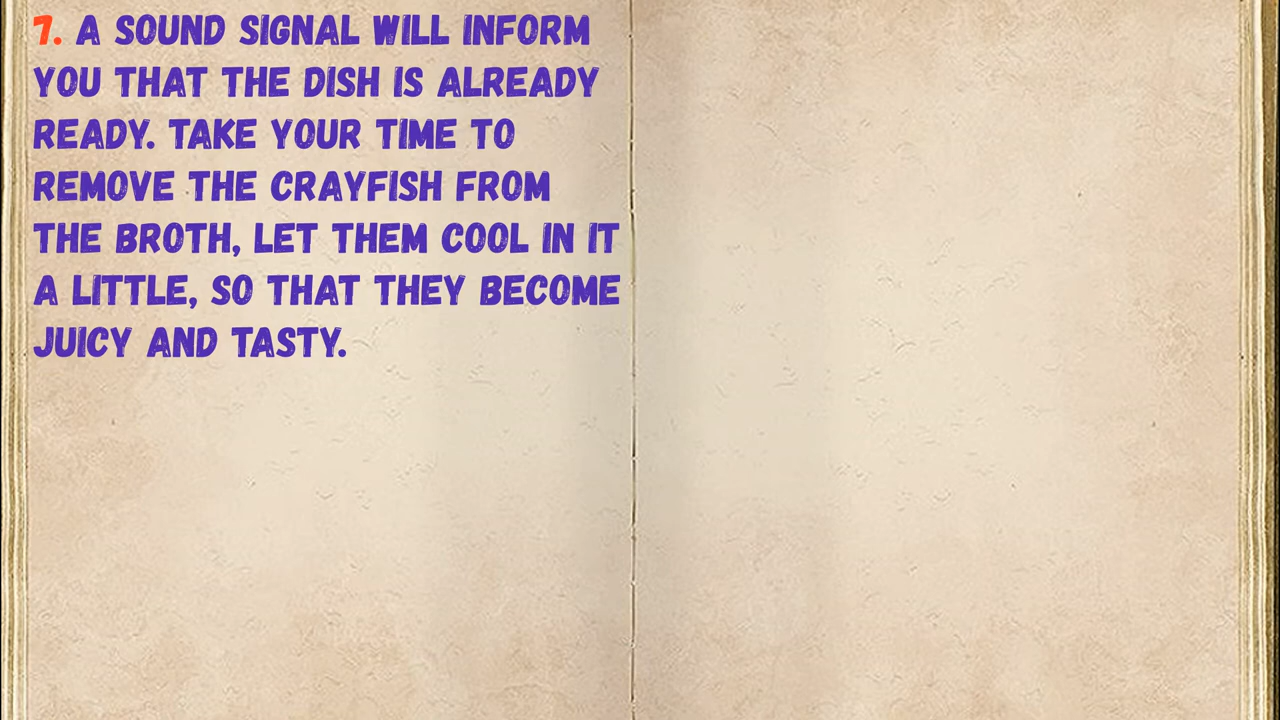 7. A SOUND SIGNAL WILL INFORM
YOU THAT THE DISH IS ALREADY
READY. TAKE YOUR TIME TO
REMOVE THE CRAYFISH FROM
THE BROTH, LET THEM COOL IN IT
A LITTLE, SO THAT THEY BECOME
JUICY AND TASTY.